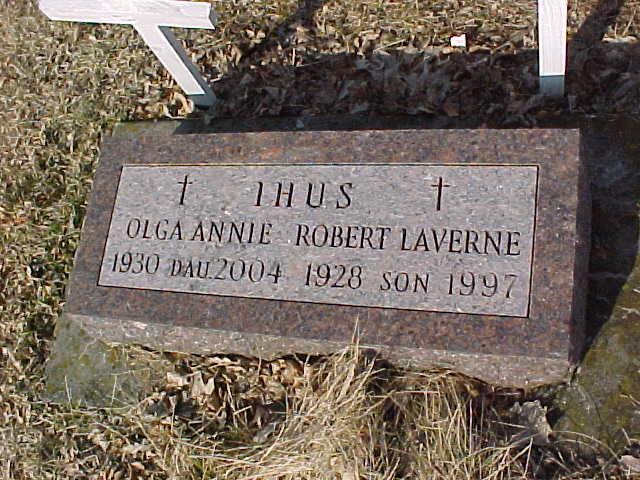 IHUS
OLGA ANNIE ROBERT LAVERNE
1930 DAU. 2004 1928 SON 1997